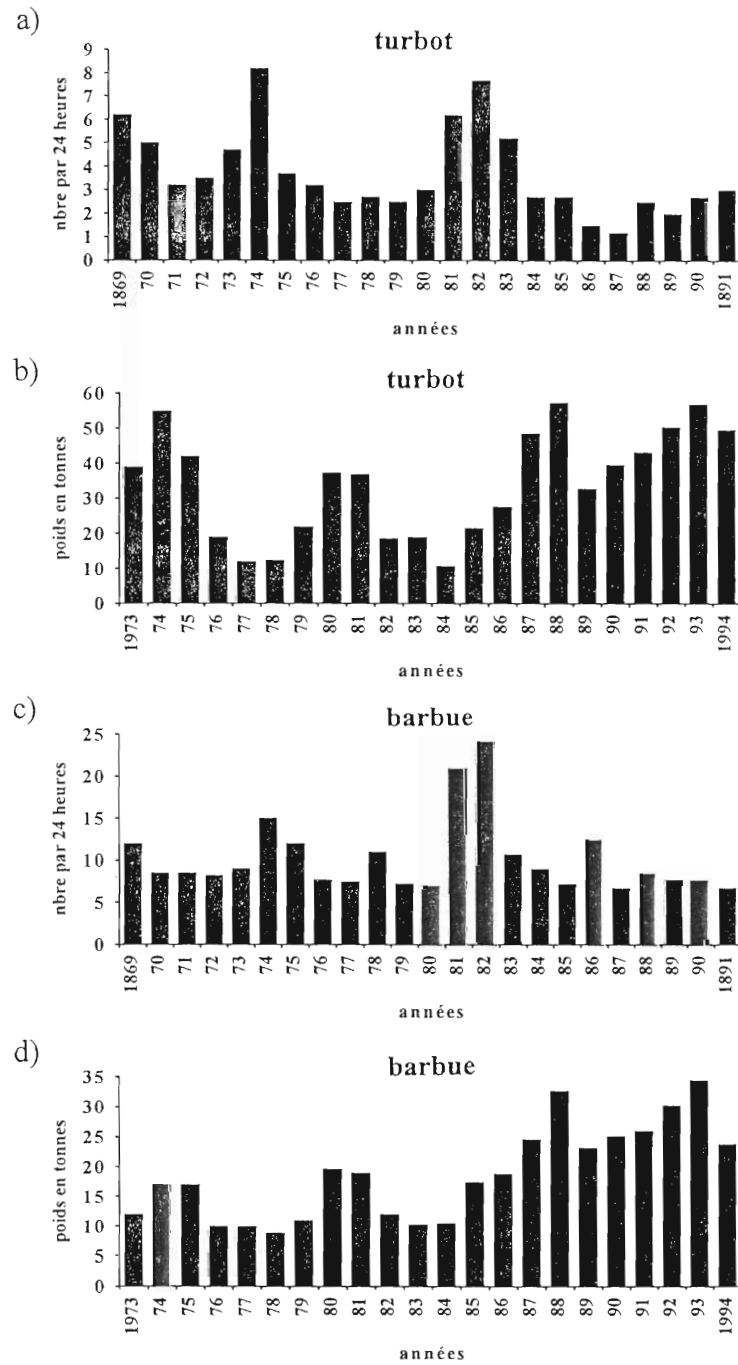 a)
turbot
nbre par 24 heures
9
8
7
6
5
4
3
2
1
0
1869 70 71 72 73 74 75 76 77 78 79 80 81 82 83 84 85 86 87 88 89 90 1891
années
b)
turbot
poids en tonnes
60
50
40
30
20
10
0
1973 74 75 76 77 78 79 80 81 82 83 84 85 86 87 88 89 90 91 92 93 1994
années
c)
barbue
nbre par 24 heures
25
20
15
10
5
0
1869 70 71 72 73 74 75 76 77 78 79 80 81 82 83 84 85 86 87 88 89 90 1891
années
d)
barbue
poids en tonnes
35
30
25
20
15
10
5
0
1973 74 75 76 77 78 79 80 81 82 83 84 85 86 87 88 89 90 91 92 93 1994
années